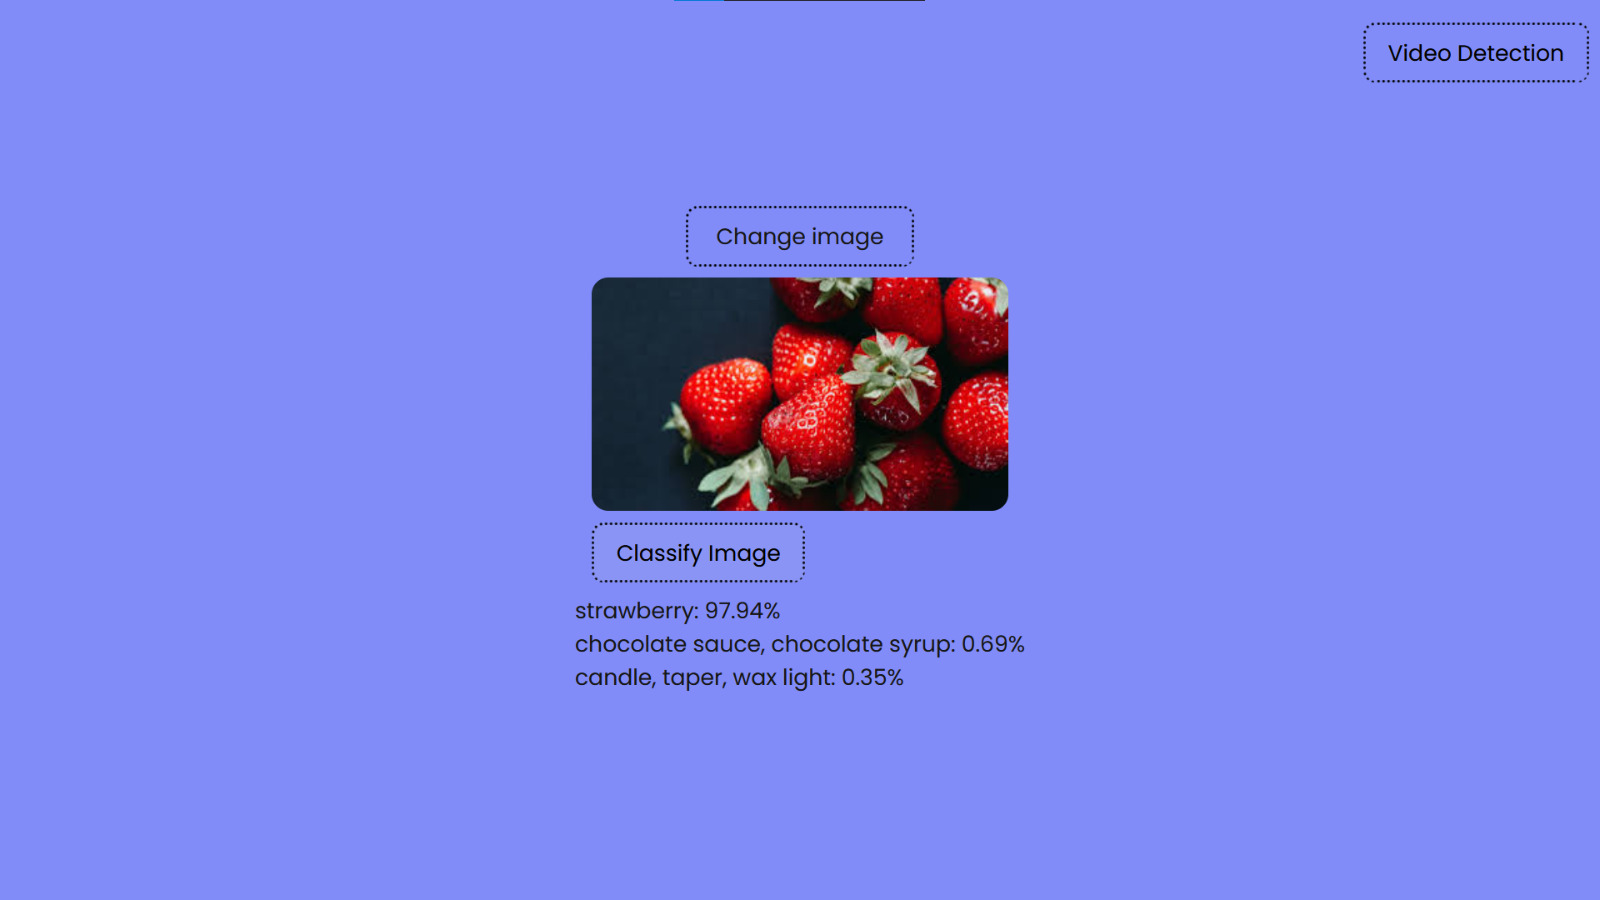 Video Detection
Change image
Classify Image
strawberry: 97.94%
chocolate sauce, chocolate syrup: 0.69%
candle, taper, wax light: 0.35%